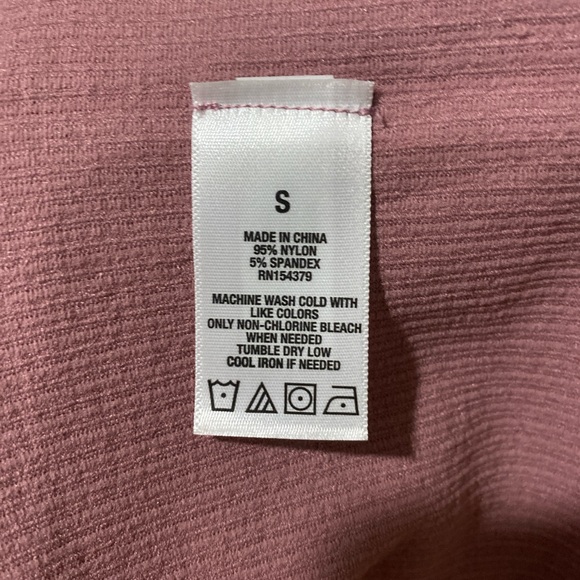 S
MADE IN CHINA
95% NYLON
5% SPANDEX
RN154379
MACHINE WASH COLD WITH
LIKE COLORS
ONLY NON-CHLORINE BLEACH
WHEN NEEDED
TUMBLE DRY LOW
COOL IRON IF NEEDED